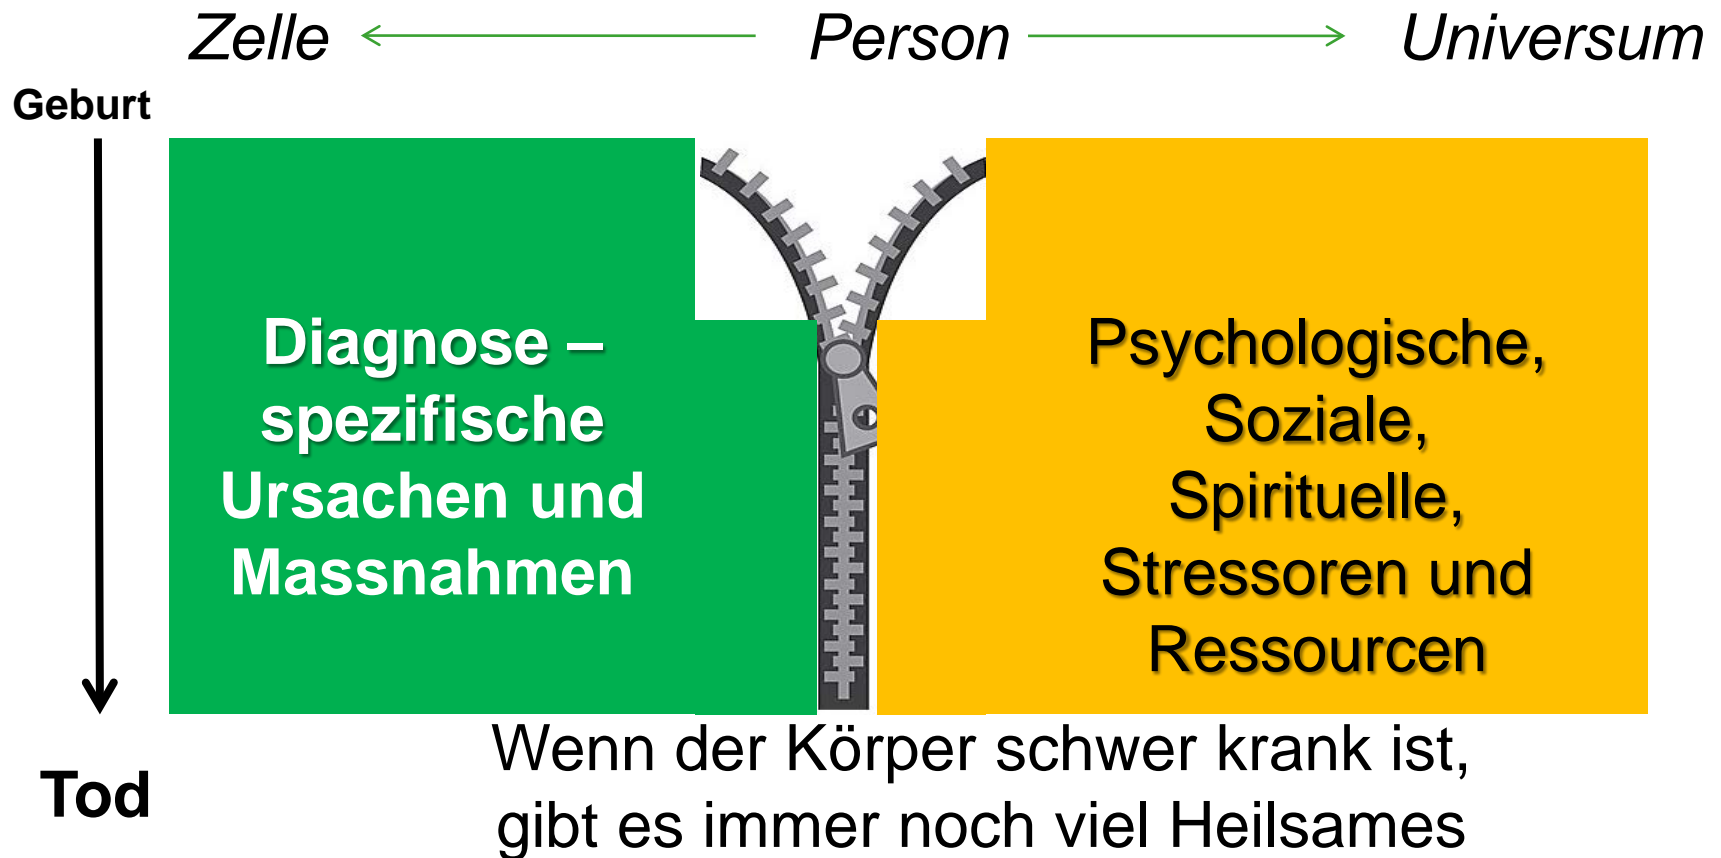 Zelle Person Universum
Geburt
Diagnose –
spezifische
Ursachen und
Massnahmen
Psychologische,
Soziale,
Spirituelle,
Stressoren und
Ressourcen
Wenn der Körper schwer krank ist,
gibt es immer noch viel Heilsames
Tod